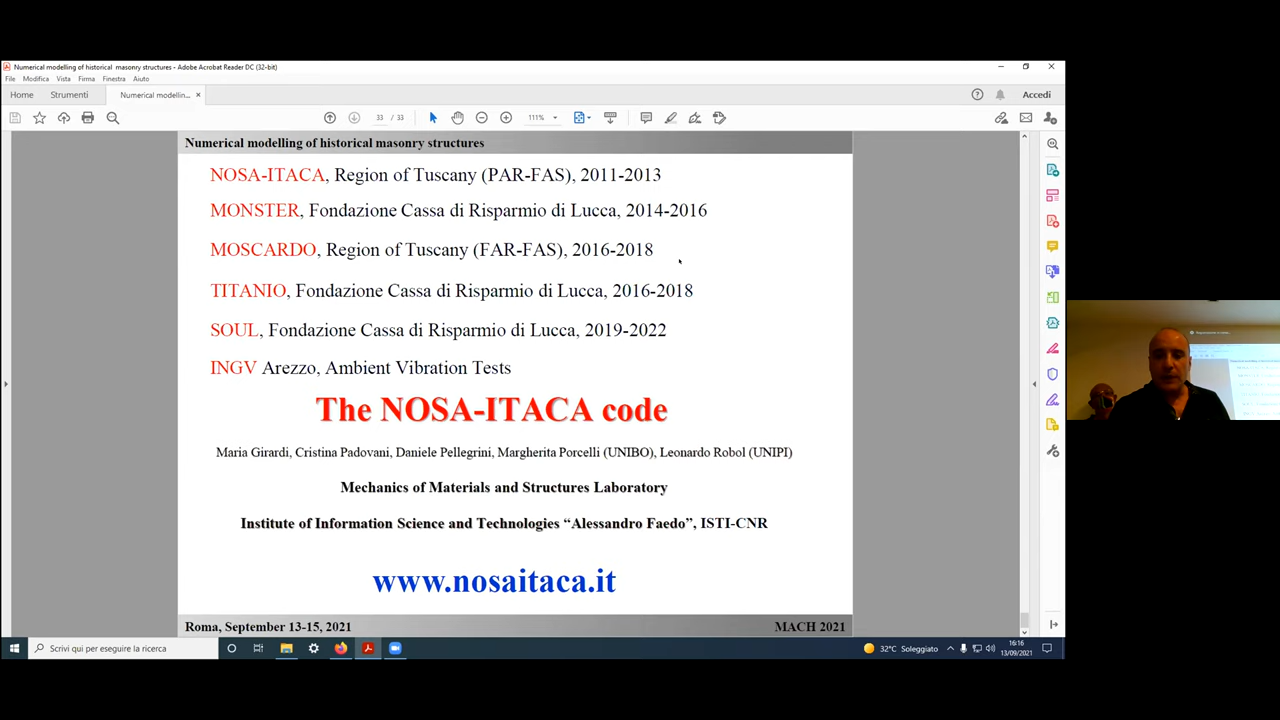 Numerical modelling of historical masonry structures - Adobe Acrobat Reader DC (32-bit)
File Modifica Vista Firma Finestra Aiuto
Home Strumenti Numerical modellin... × Accedi
33 / 33 111%
Numerical modelling of historical masonry structures
NOSA-ITACA, Region of Tuscany (PAR-FAS), 2011-2013
MONSTER, Fondazione Cassa di Risparmio di Lucca, 2014-2016
MOSCARDO, Region of Tuscany (FAR-FAS), 2016-2018
TITANIO, Fondazione Cassa di Risparmio di Lucca, 2016-2018
SOUL, Fondazione Cassa di Risparmio di Lucca, 2019-2022
INGV Arezzo, Ambient Vibration Tests
The NOSA-ITACA code
Maria Girardi, Cristina Padovani, Daniele Pellegrini, Margherita Porcelli (UNIBO), Leonardo Robol (UNIPI)
Mechanics of Materials and Structures Laboratory
Institute of Information Science and Technologies “Alessandro Faedo”, ISTI-CNR
www.nosaitaca.it
Roma, September 13-15, 2021 MACH 2021
Scrivi qui per eseguire la ricerca 32°C Soleggiato 16:16
13/09/2021